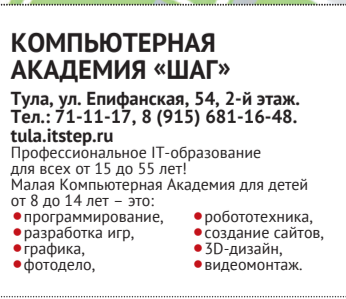 КОМПЬЮТЕРНАЯ
АКАДЕМИЯ «ШАГ»
Тула, ул. Епифанская, 54, 2-й этаж.
Тел.: 71-11-17, 8 (915) 681-16-48.
tula.itstep.ru
Профессиональное IT-образование
для всех от 15 до 55 лет!
Малая Компьютерная Академия для детей
от 8 до 14 лет – это:
•программирование,
•разработка игр,
•графика,
•фотодело,
•робототехника,
•создание сайтов,
•3D-дизайн,
•видеомонтаж.